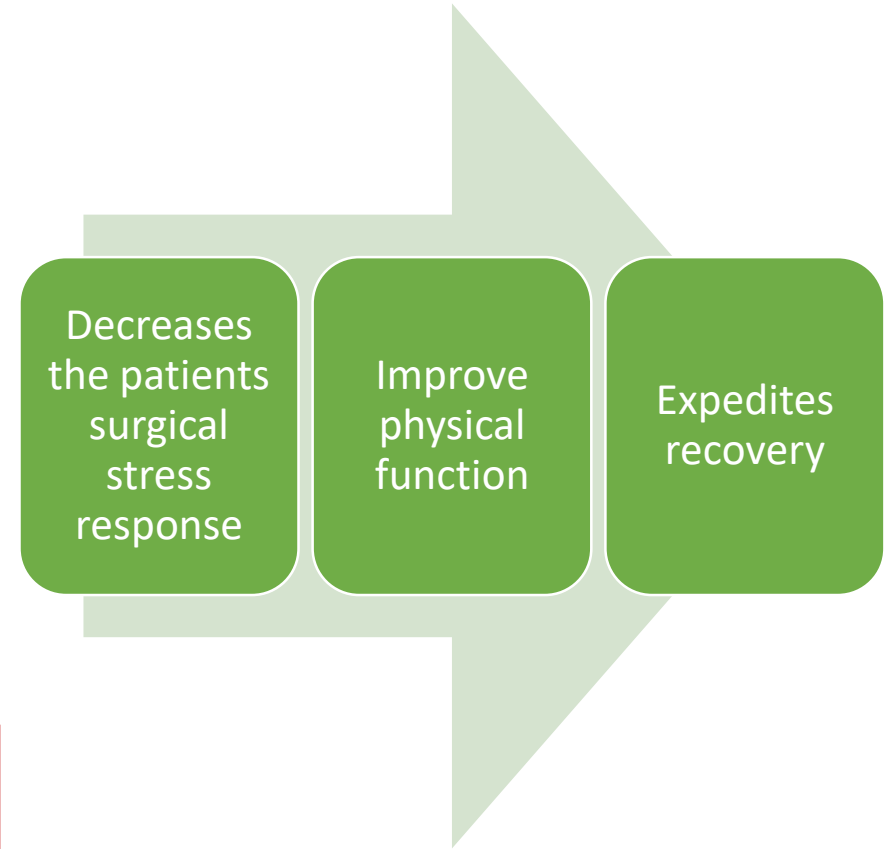 Decreases
the patients
surgical
stress
response
Improve
physical
function
Expedites
recovery